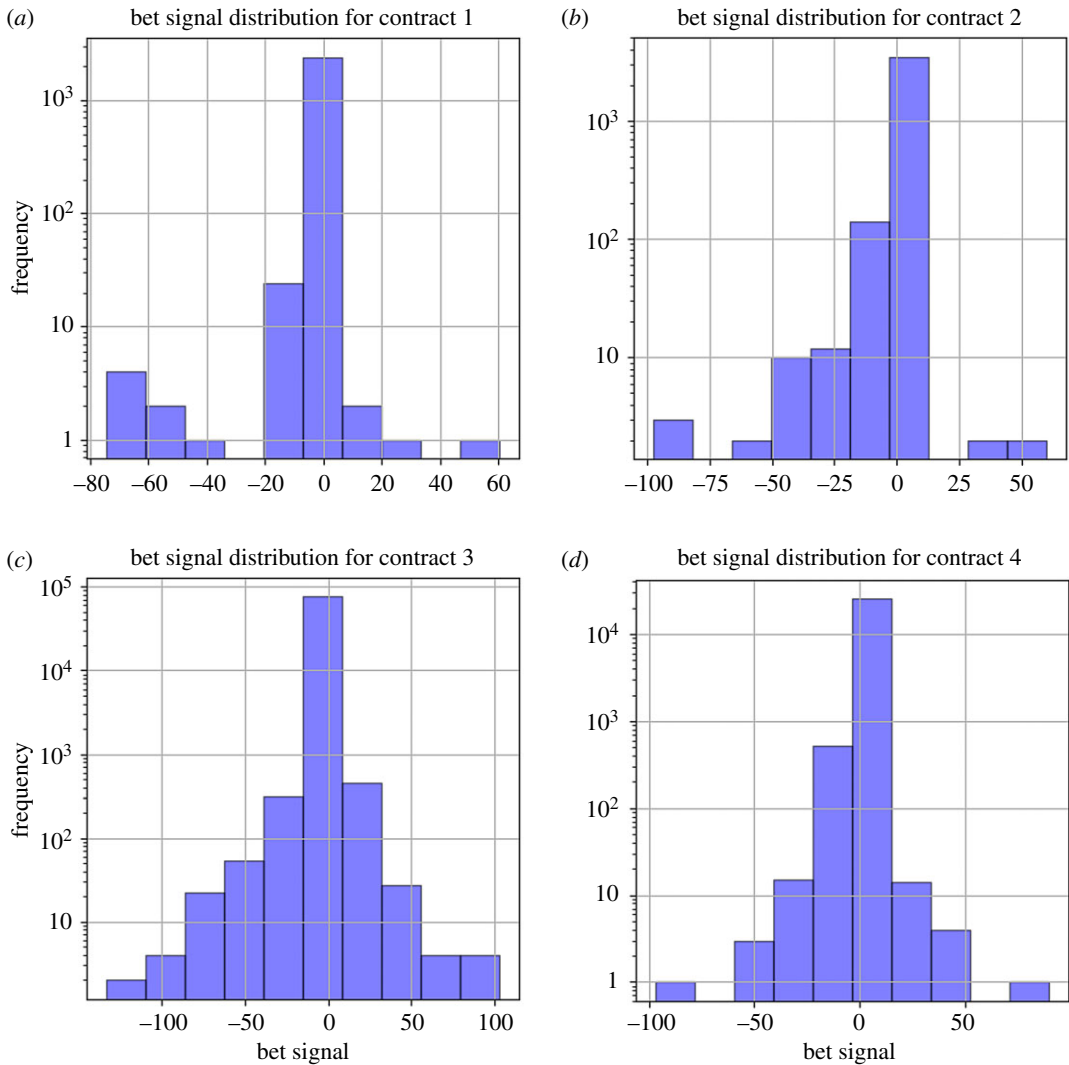 (a) bet signal distribution for contract 1
frequency
10³
10²
10
1
–80 –60 –40 –20 0 20 40 60
(b) bet signal distribution for contract 2
10³
10²
10
–100 –75 –50 –25 0 25 50
(c) bet signal distribution for contract 3
frequency
10⁵
10⁴
10³
10²
10
–100 –50 0 50 100
bet signal
(d) bet signal distribution for contract 4
10⁴
10³
10²
10
1
–100 –50 0 50
bet signal